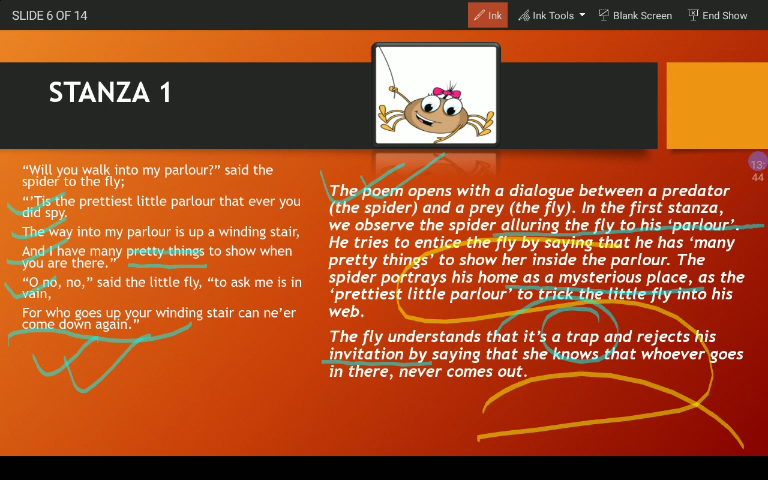 SLIDE 6 OF 14
Ink
Ink Tools
Blank Screen
End Show
STANZA 1
“Will you walk into my parlour?” said the
spider to the fly;
“’Tis the prettiest little parlour that ever you
did spy.
The way into my parlour is up a winding stair,
And I have many pretty things to show when
you are there.”
“O no, no,” said the little fly, “to ask me is in
vain,
For who goes up your winding stair can ne’er
come down again.”
The poem opens with a dialogue between a predator
(the spider) and a prey (the fly). In the first stanza,
we observe the spider alluring the fly to his ‘parlour’.
He tries to entice the fly by saying that he has ‘many
pretty things’ to show her inside the parlour. The
spider portrays his home as a mysterious place, as the
‘prettiest little parlour’ to trick the little fly into his
web.
The fly understands that it’s a trap and rejects his
invitation by saying that she knows that whoever goes
in there, never comes out.
13:
44